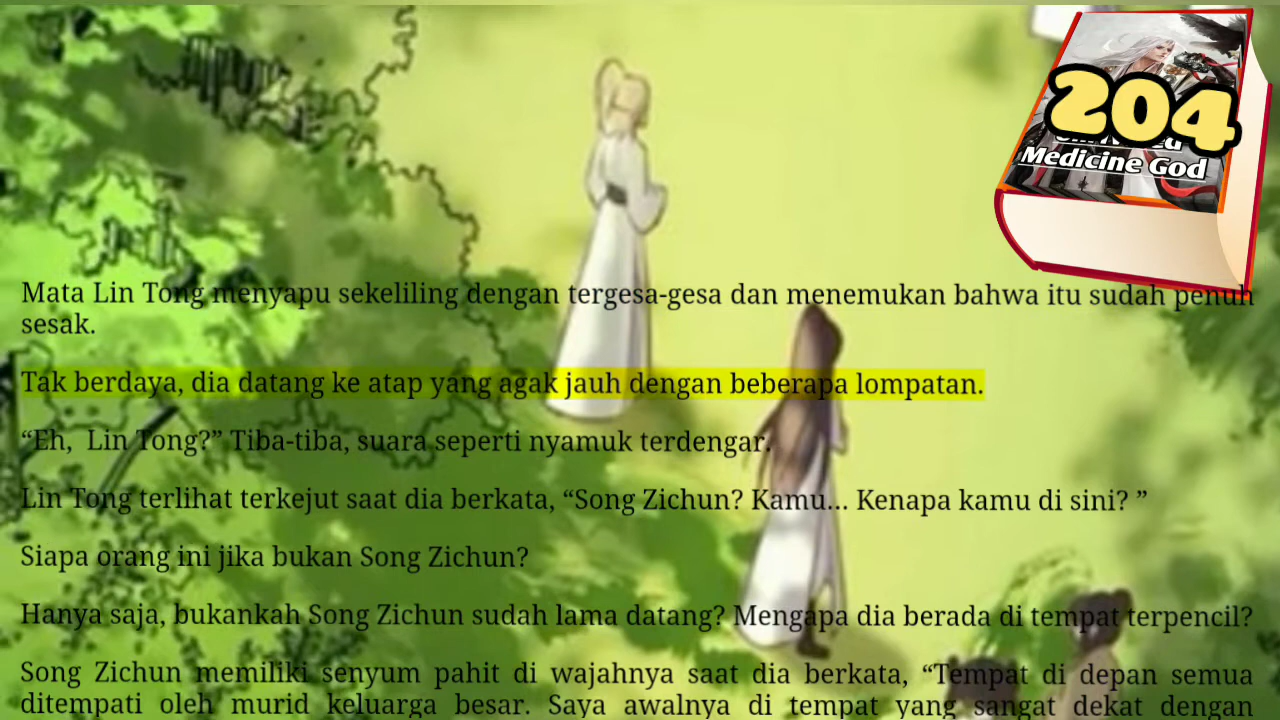 204
Medicine God
Mata Lin Tong menyapu sekeliling dengan tergesa-gesa dan menemukan bahwa itu sudah penuh
sesak.
Tak berdaya, dia datang ke atap yang agak jauh dengan beberapa lompatan.
“Eh,  Lin Tong?” Tiba-tiba, suara seperti nyamuk terdengar.
Lin Tong terlihat terkejut saat dia berkata, “Song Zichun? Kamu… Kenapa kamu di sini? ”
Siapa orang ini jika bukan Song Zichun?
Hanya saja, bukankah Song Zichun sudah lama datang? Mengapa dia berada di tempat terpencil?
Song Zichun memiliki senyum pahit di wajahnya saat dia berkata, “Tempat di depan semua
ditempati oleh murid keluarga besar. Saya awalnya di tempat yang sangat dekat dengan